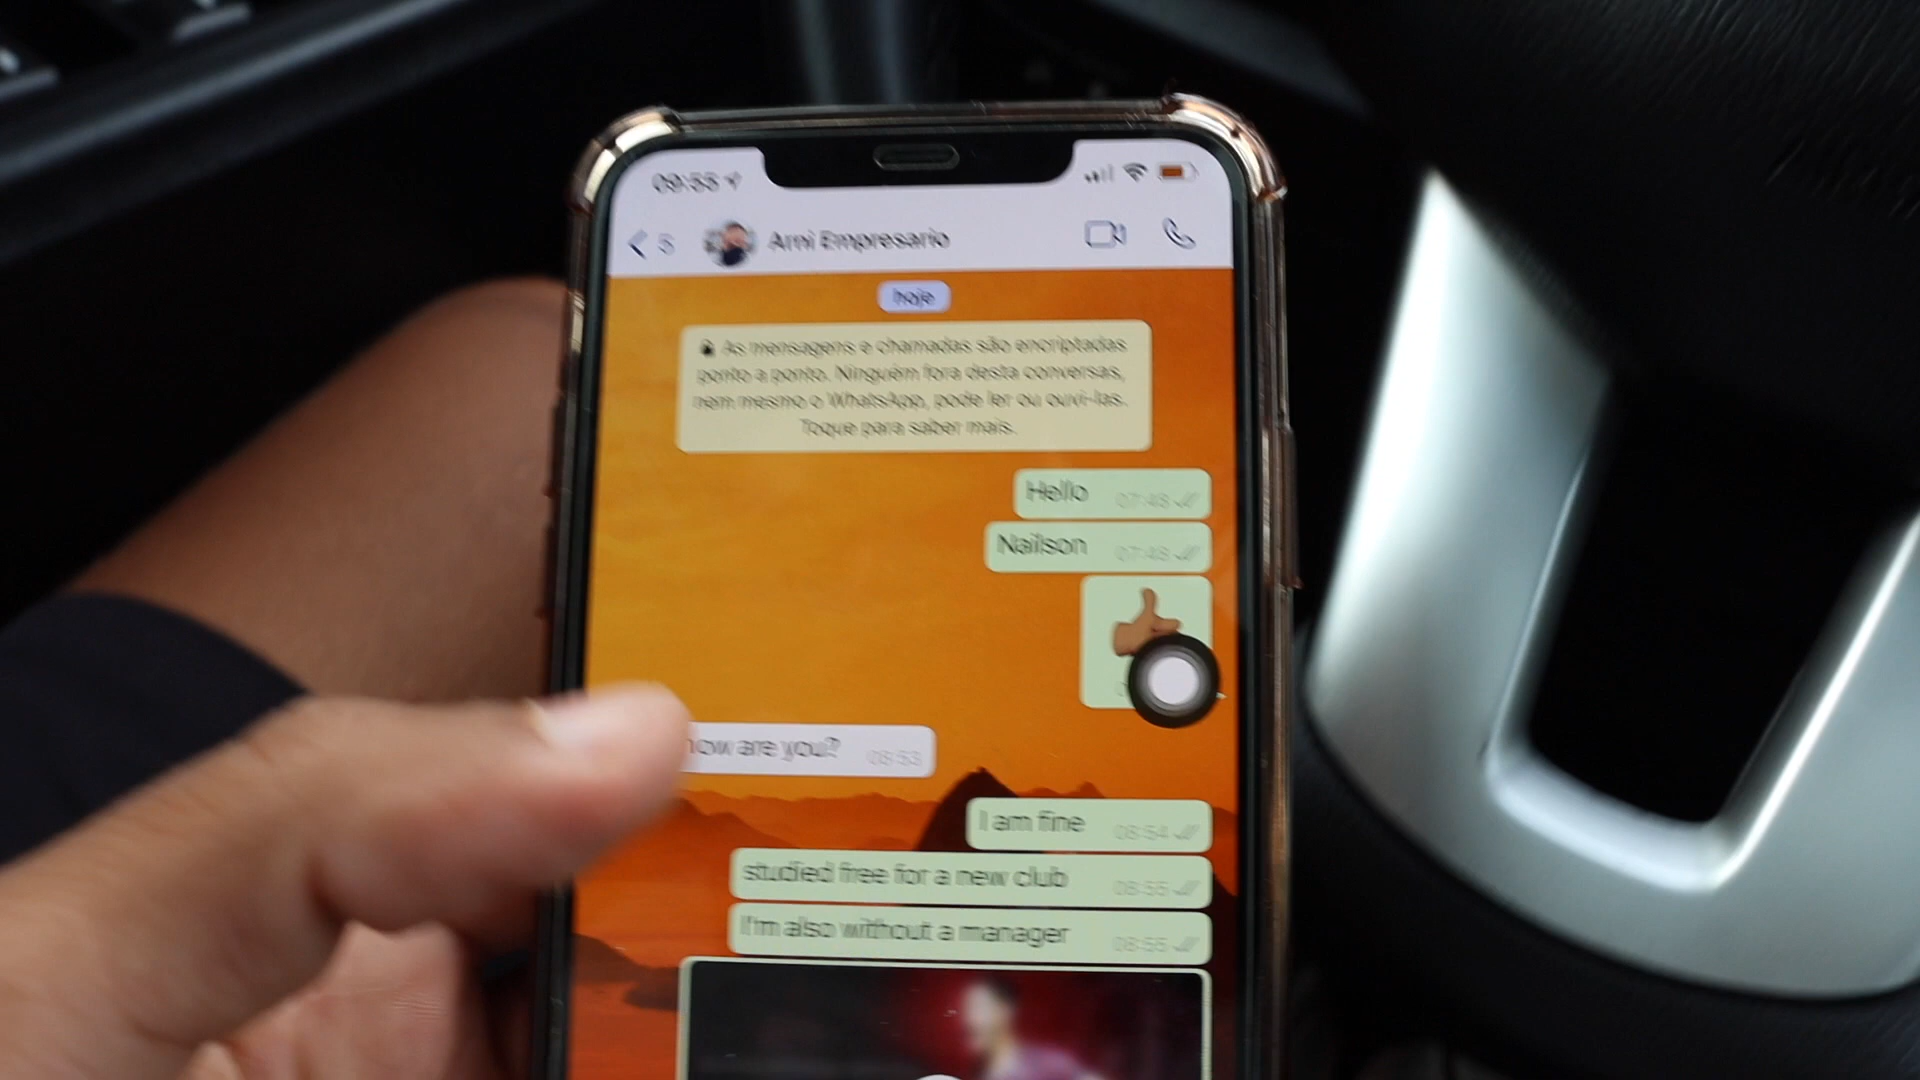 09:55
5 Arni Empresario
hoje
As mensagens e chamadas são encriptadas
ponto a ponto. Ninguém fora desta conversas,
nem mesmo o WhatsApp, pode ler ou ouvi-las.
Toque para saber mais.
Hello 07:48
Nailson 07:48
how are you? 08:53
I am fine 08:54
studied free for a new club 08:55
I'm also without a manager 08:55